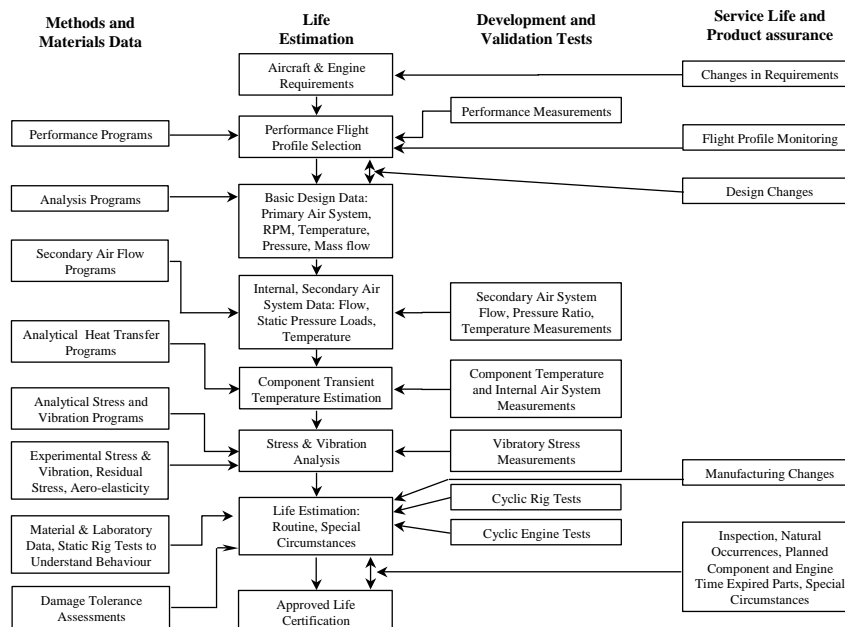 Methods and
Materials Data
Life
Estimation
Development and
Validation Tests
Service Life and
Product assurance
Aircraft & Engine
Requirements
Changes in Requirements
Performance Measurements
Performance Programs
Performance Flight
Profile Selection
Flight Profile Monitoring
Analysis Programs
Basic Design Data:
Primary Air System,
RPM, Temperature,
Pressure, Mass flow
Design Changes
Secondary Air Flow
Programs
Internal, Secondary Air
System Data: Flow,
Static Pressure Loads,
Temperature
Secondary Air System
Flow, Pressure Ratio,
Temperature Measurements
Analytical Heat Transfer
Programs
Component Transient
Temperature Estimation
Component Temperature
and Internal Air System
Measurements
Analytical Stress and
Vibration Programs
Stress & Vibration
Analysis
Vibratory Stress
Measurements
Experimental Stress &
Vibration, Residual
Stress, Aero-elasticity
Manufacturing Changes
Cyclic Rig Tests
Material & Laboratory
Data, Static Rig Tests to
Understand Behaviour
Life Estimation:
Routine, Special
Circumstances
Cyclic Engine Tests
Inspection, Natural
Occurrences, Planned
Component and Engine
Time Expired Parts, Special
Circumstances
Damage Tolerance
Assessments
Approved Life
Certification